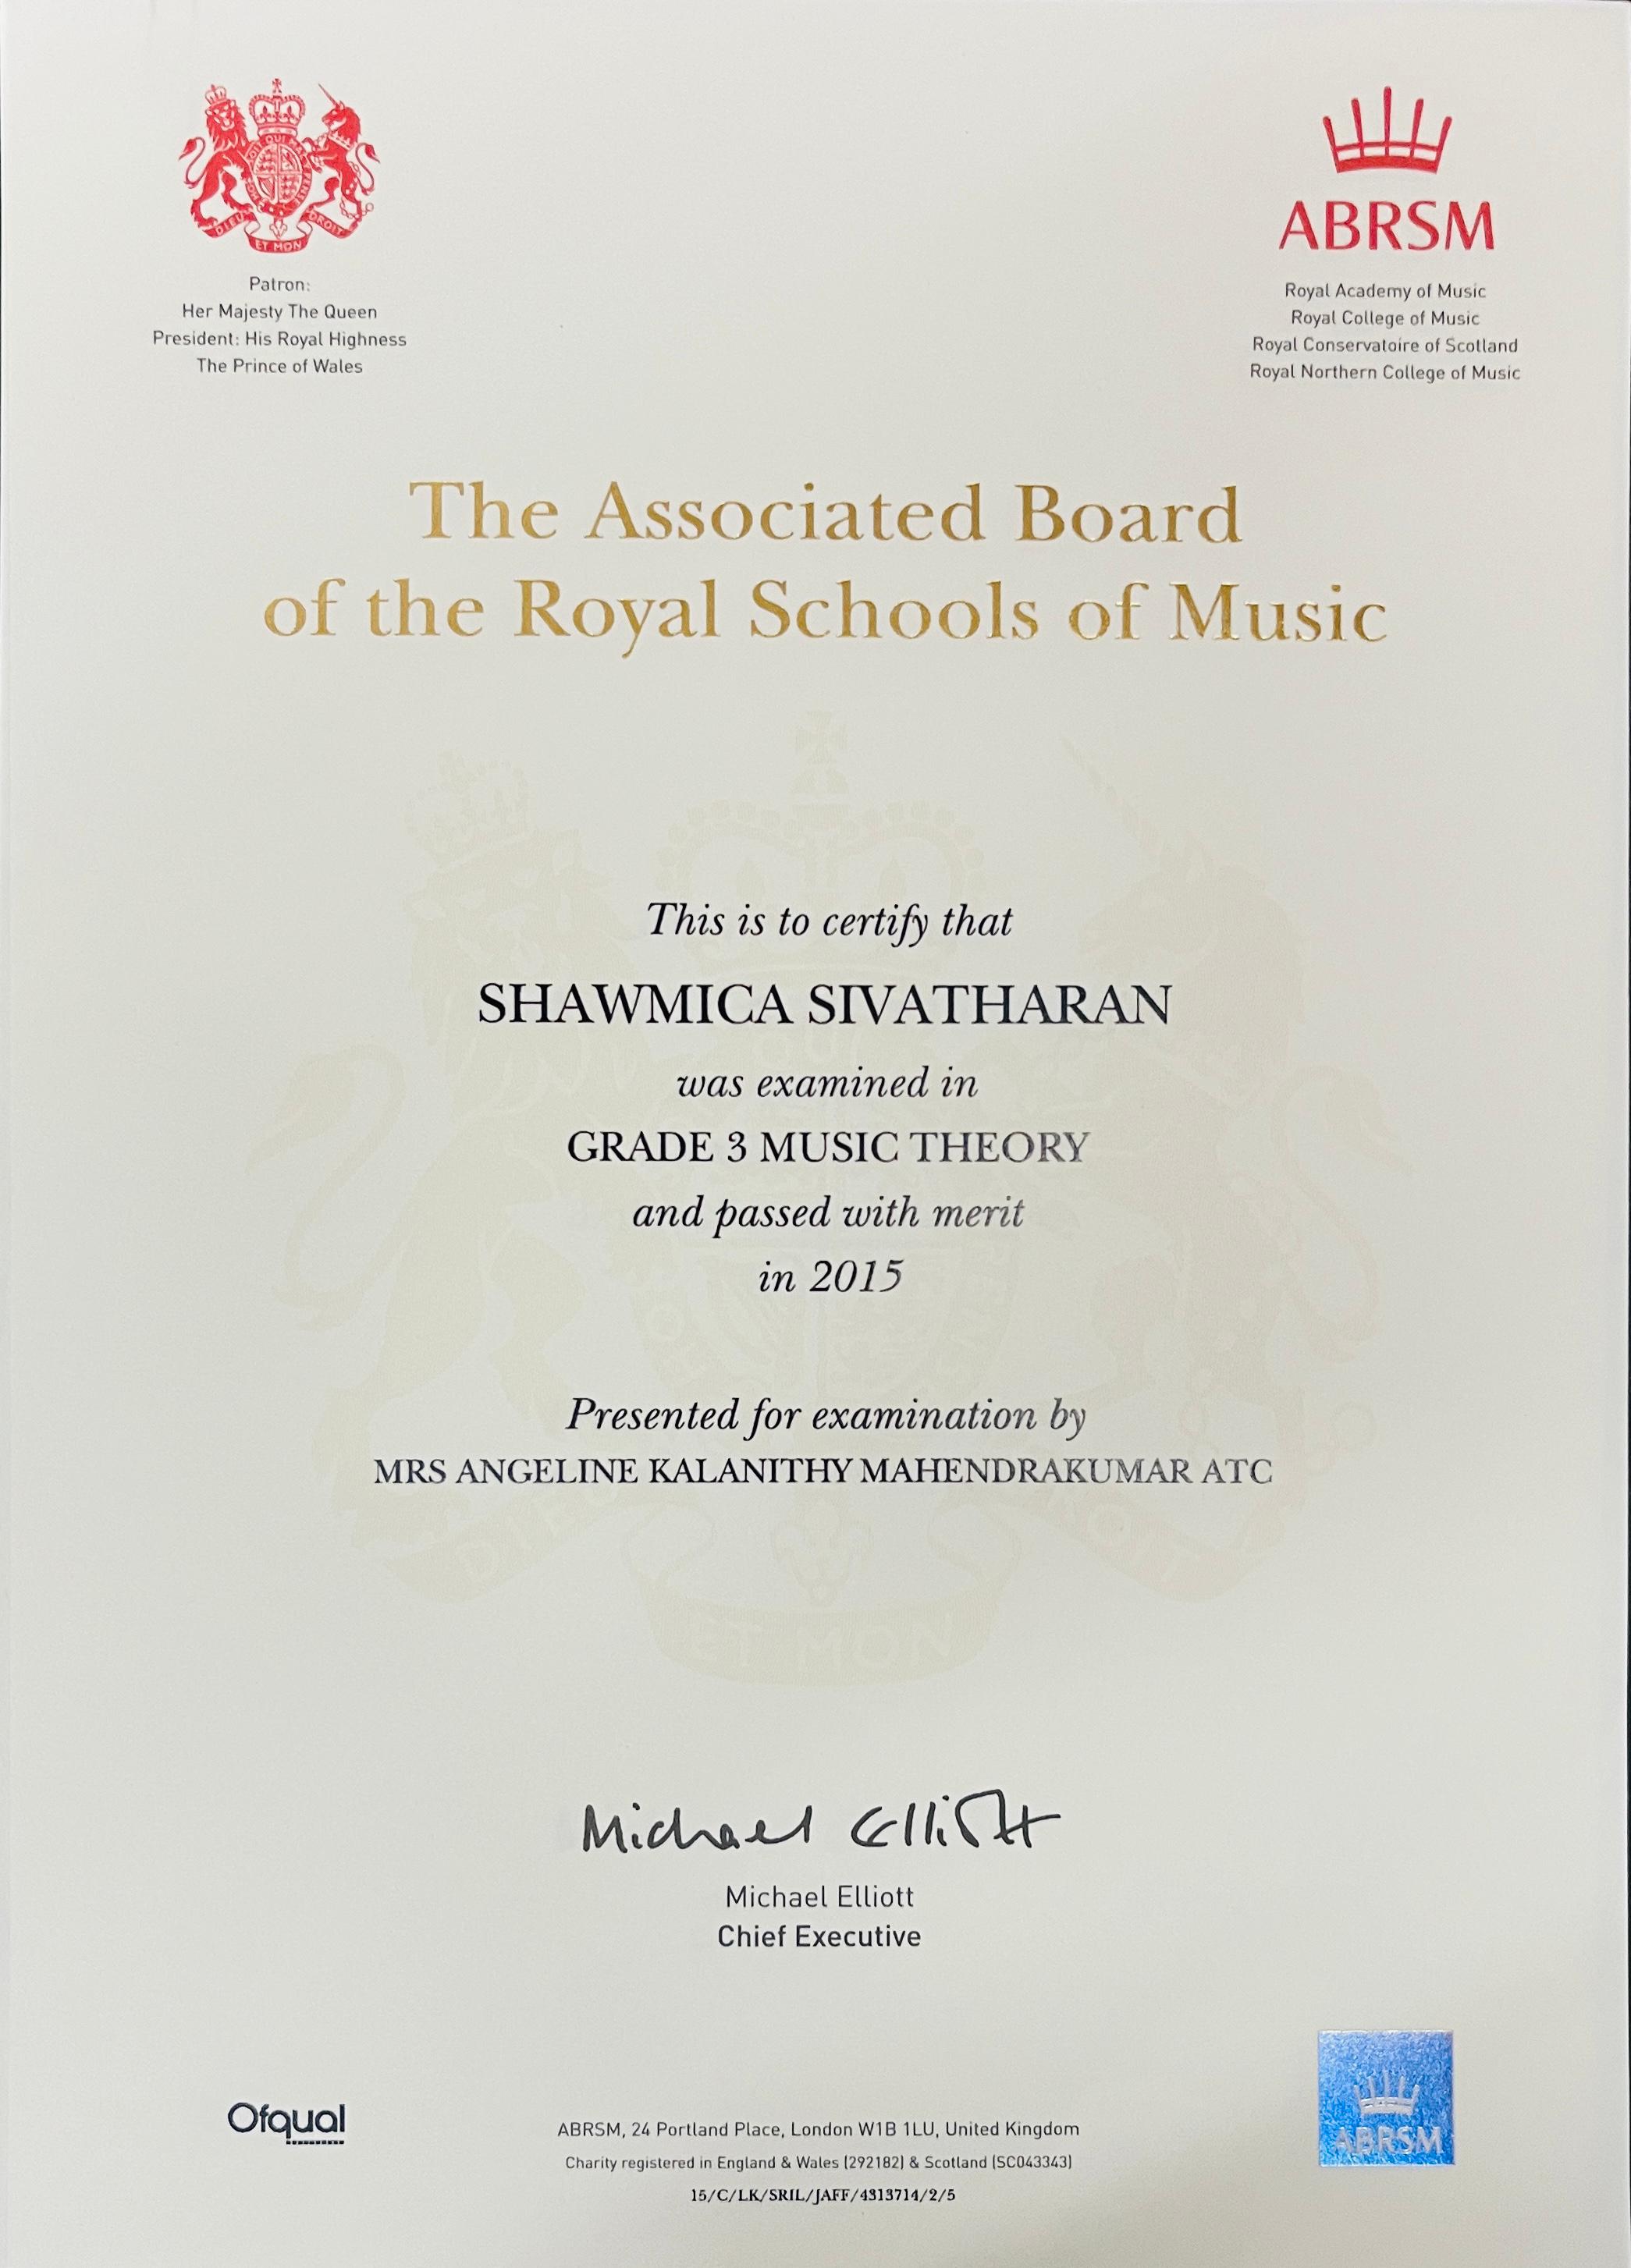 DIEU ET MON DROIT
Patron:
Her Majesty The Queen
President: His Royal Highness
The Prince of Wales
ABRSM
Royal Academy of Music
Royal College of Music
Royal Conservatoire of Scotland
Royal Northern College of Music
The Associated Board
of the Royal Schools of Music
This is to certify that
SHAWMICA SIVATHARAN
was examined in
GRADE 3 MUSIC THEORY
and passed with merit
in 2015
Presented for examination by
MRS ANGELINE KALANITHY MAHENDRAKUMAR ATC
ET MON
Michael Elliott
Michael Elliott
Chief Executive
Ofqual
ABRSM, 24 Portland Place, London W1B 1LU, United Kingdom
Charity registered in England & Wales (292182) & Scotland (SC043343)
15/C/LK/SRIL/JAFF/4313714/2/5
ABRSM